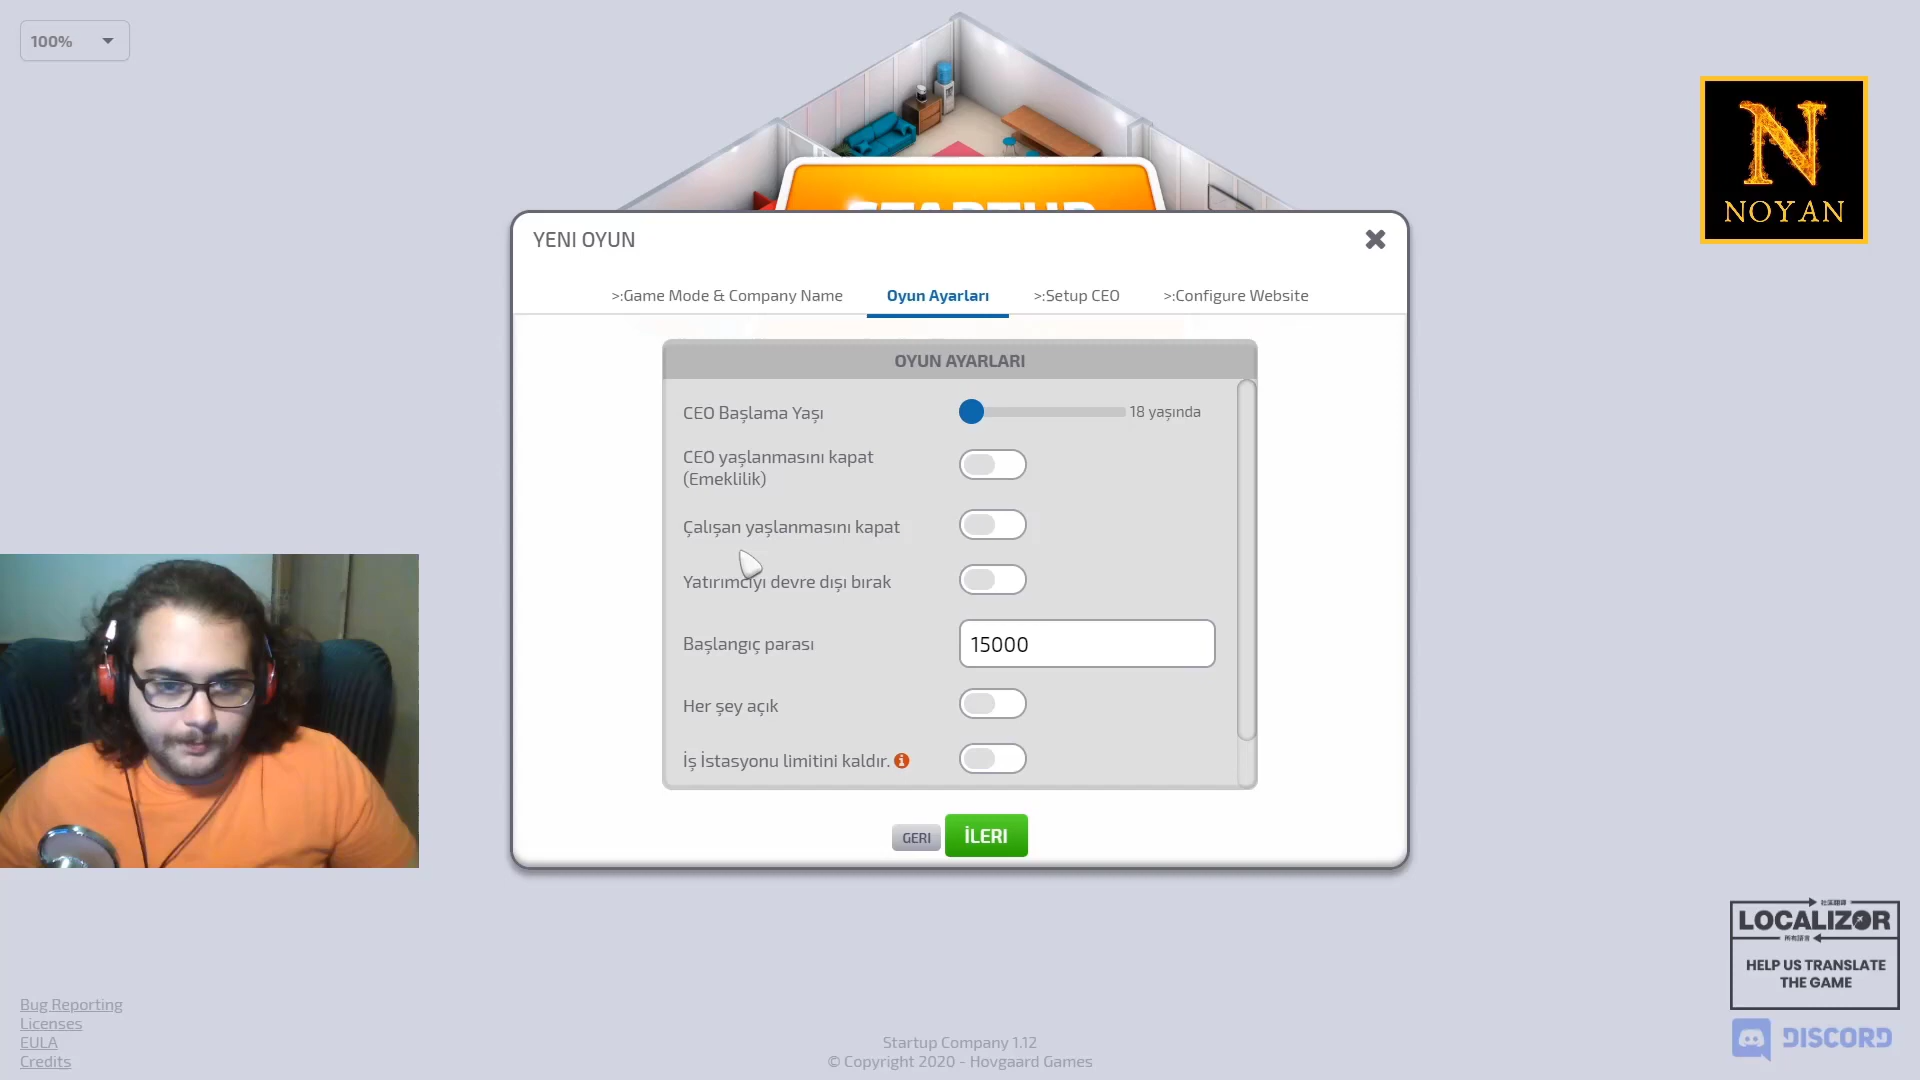 100%
NOYAN
YENI OYUN
>:Game Mode & Company Name
Oyun Ayarları
>:Setup CEO
>:Configure Website
OYUN AYARLARI
CEO Başlama Yaşı
18 yaşında
CEO yaşlanmasını kapat
(Emeklilik)
Çalışan yaşlanmasını kapat
Yatırımcıyı devre dışı bırak
Başlangıç parası
15000
Her şey açık
İş İstasyonu limitini kaldır.
GERI
İLERI
LOCALIZOR
HELP US TRANSLATE
THE GAME
DISCORD
Bug Reporting
Licenses
EULA
Credits
Startup Company 1.12
© Copyright 2020 - Hovgaard Games